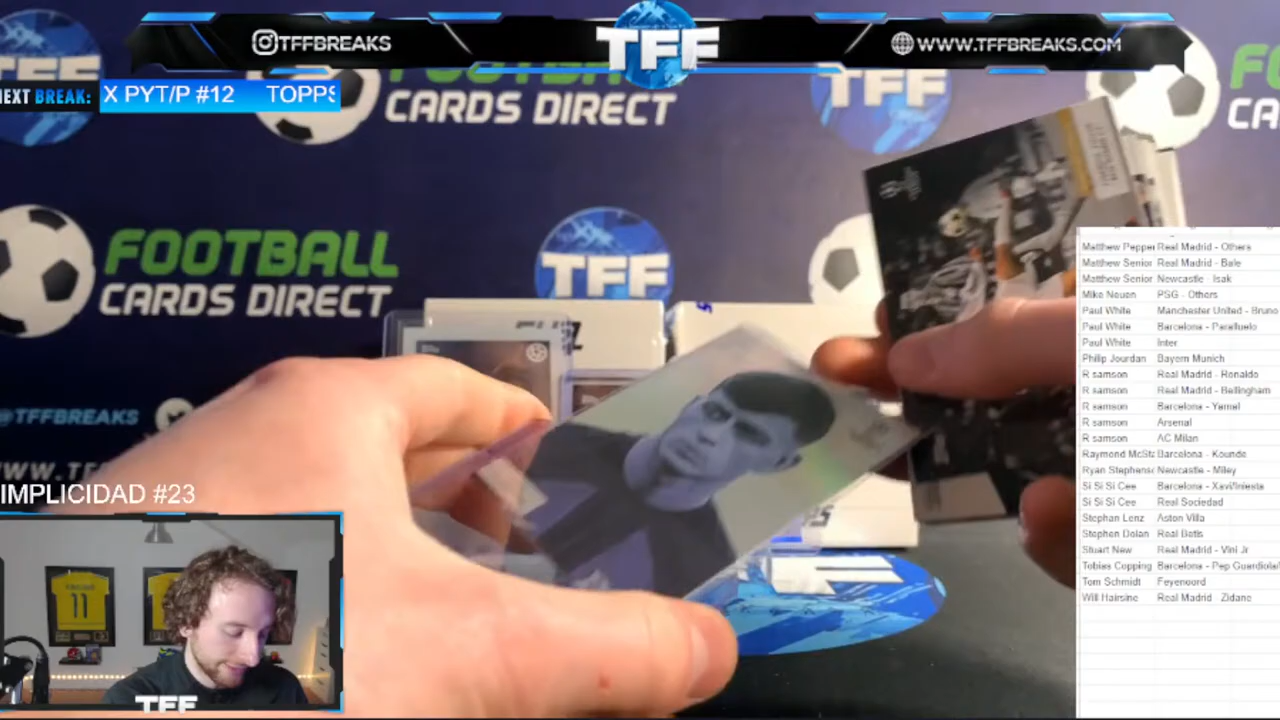 TFFBREAKS
TFF
WWW.TFFBREAKS.COM
NEXT BREAK: X PYT/P #12 TOPPS
CARDS DIRECT
TFF
FOOTBALL
CARDS DIRECT
TFF
@TFFBREAKS
IMPLICIDAD #23
11
TFF
Matthew Pepper Real Madrid - Others
Matthew Senior Real Madrid - Bale
Matthew Senior Newcastle - Isak
Mike Neuen PSG - Others
Paul White Manchester United - Bruno
Paul White Barcelona - Paralluelo
Paul White Inter
Philip Jourdan Bayern Munich
R samson Real Madrid - Ronaldo
R samson Real Madrid - Bellingham
R samson Barcelona - Yamal
R samson Arsenal
R samson AC Milan
Raymond McSta Barcelona - Kounde
Ryan Stephens Newcastle - Miley
Si Si Si Cee Barcelona - Xavi/Iniesta
Si Si Si Cee Real Sociedad
Stephan Lenz Aston Villa
Stephen Dolan Real Betis
Stuart New Real Madrid - Vini Jr
Tobias Copping Barcelona - Pep Guardiola/
Tom Schmidt Feyenoord
Will Hairsine Real Madrid - Zidane